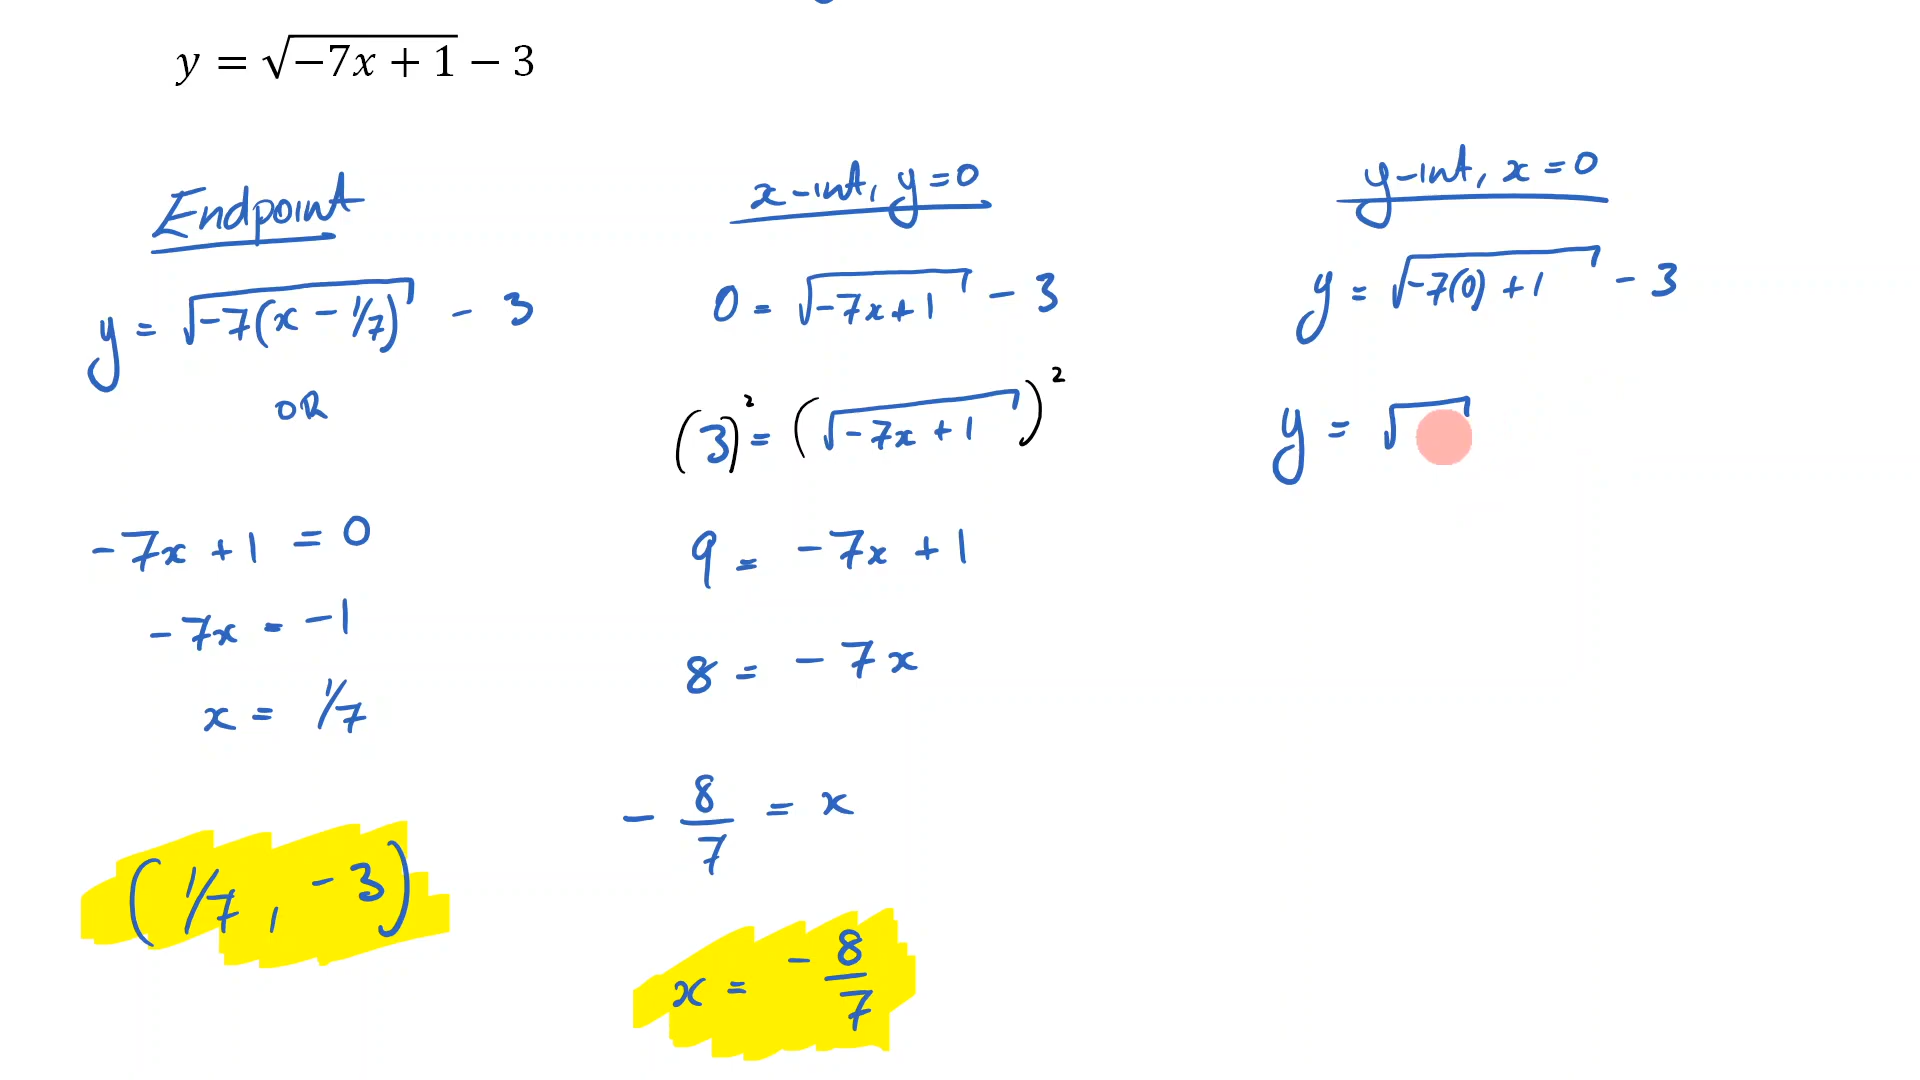 y = √(-7x + 1) - 3
Endpoint
y = √(-7(x - 1/7)) - 3
OR
-7x + 1 = 0
-7x = -1
x = 1/7
(1/7, -3)
x-int, y = 0
0 = √(-7x + 1) - 3
(3)² = (√(-7x + 1))²
9 = -7x + 1
8 = -7x
-8/7 = x
x = -8/7
y-int, x = 0
y = √(-7(0) + 1) - 3
y = √